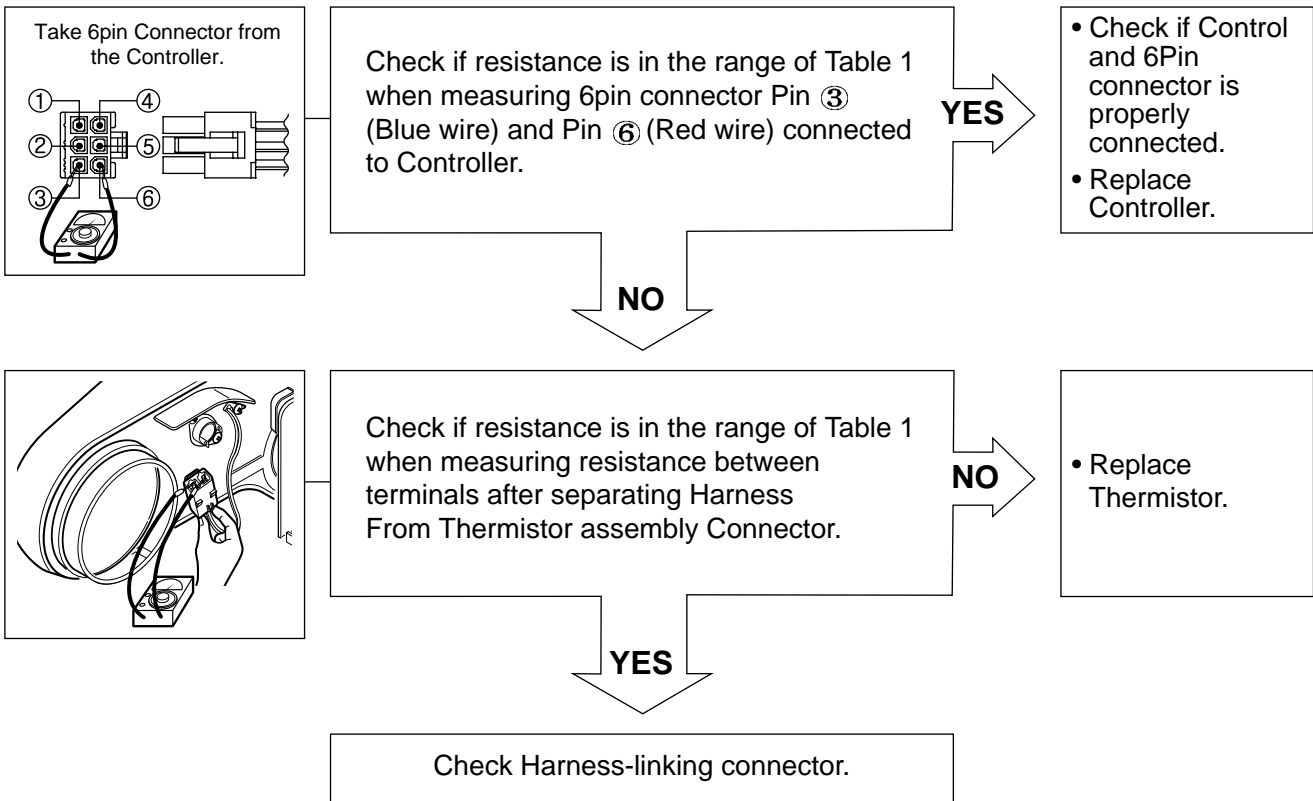 Take 6pin Connector from
the Controller.
①
④
②
⑤
③
⑥
Check if resistance is in the range of Table 1
when measuring 6pin connector Pin ③
(Blue wire) and Pin ⑥ (Red wire) connected
to Controller.
YES
• Check if Control
and 6Pin
connector is
properly
connected.
• Replace
Controller.
NO
Check if resistance is in the range of Table 1
when measuring resistance between
terminals after separating Harness
From Thermistor assembly Connector.
NO
• Replace
Thermistor.
YES
Check Harness-linking connector.